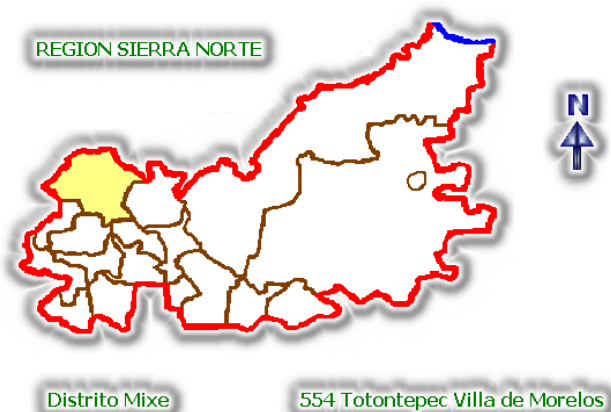 REGION SIERRA NORTE
N
Distrito Mixe
554 Totontepec Villa de Morelos